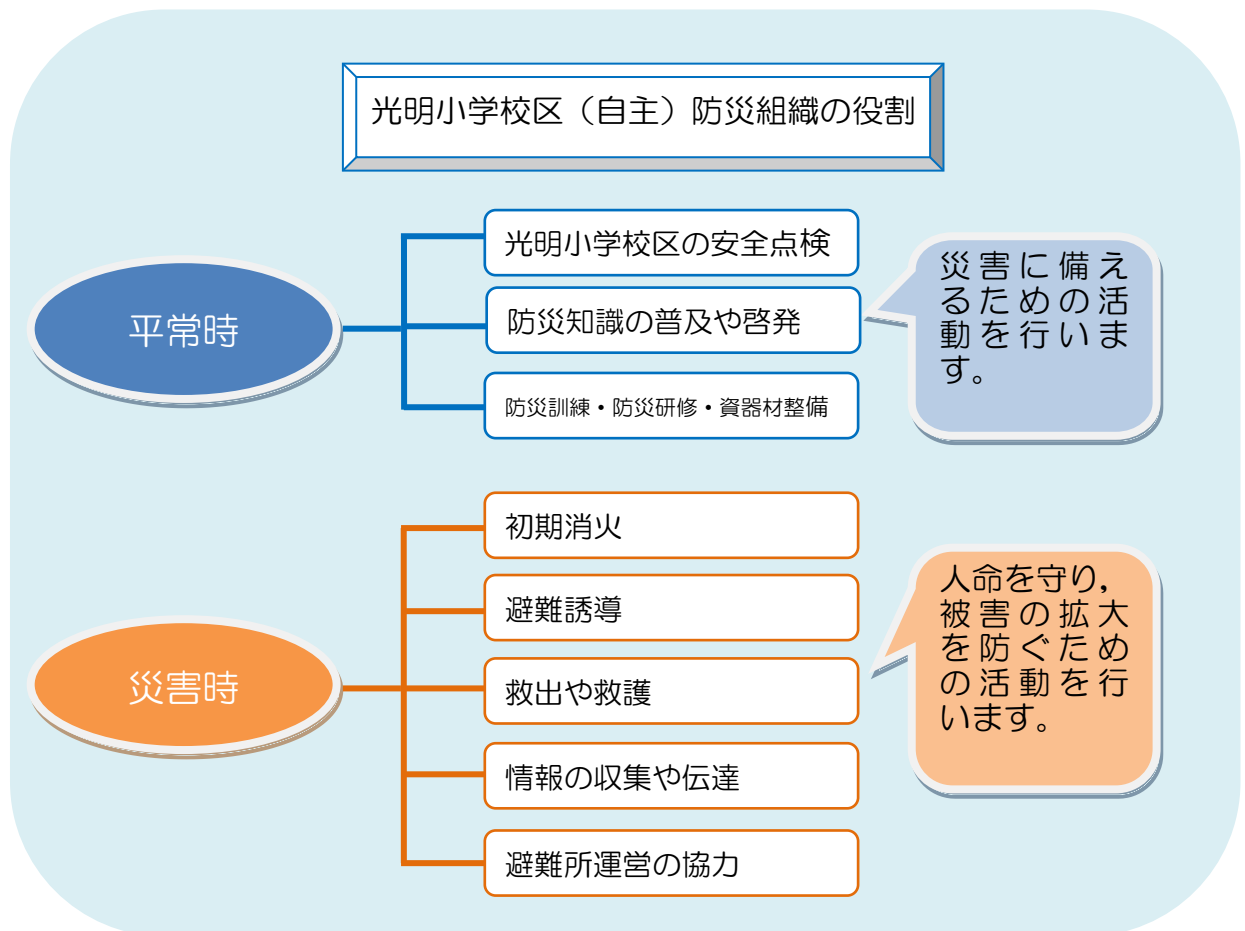 光明小学校区（自主）防災組織の役割
平常時
光明小学校区の安全点検
防災知識の普及や啓発
防災訓練・防災研修・資器材整備
災害に備え
るための活
動を行いま
す。
災害時
初期消火
避難誘導
救出や救護
情報の収集や伝達
避難所運営の協力
人命を守り，
被害の拡大
を防ぐため
の活動を行
います。